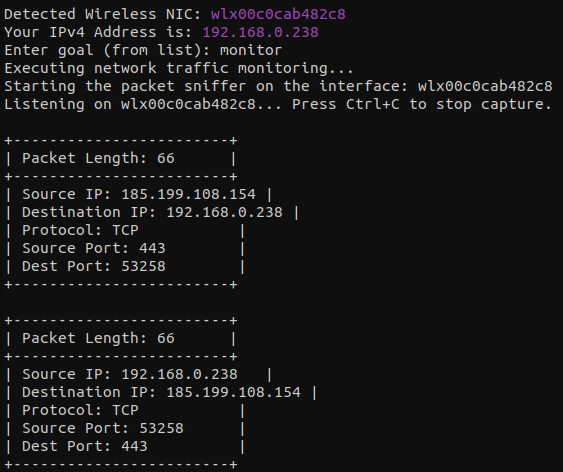 Detected Wireless NIC: wlx00c0cab482c8
Your IPv4 Address is: 192.168.0.238
Enter goal (from list): monitor
Executing network traffic monitoring...
Starting the packet sniffer on the interface: wlx00c0cab482c8
Listening on wlx00c0cab482c8... Press Ctrl+C to stop capture.

+------------------------+
| Packet Length: 66      |
+------------------------+
| Source IP: 185.199.108.154 |
| Destination IP: 192.168.0.238 |
| Protocol: TCP           |
| Source Port: 443        |
| Dest Port: 53258        |
+------------------------+

+------------------------+
| Packet Length: 66      |
+------------------------+
| Source IP: 192.168.0.238   |
| Destination IP: 185.199.108.154 |
| Protocol: TCP           |
| Source Port: 53258      |
| Dest Port: 443          |
+------------------------+